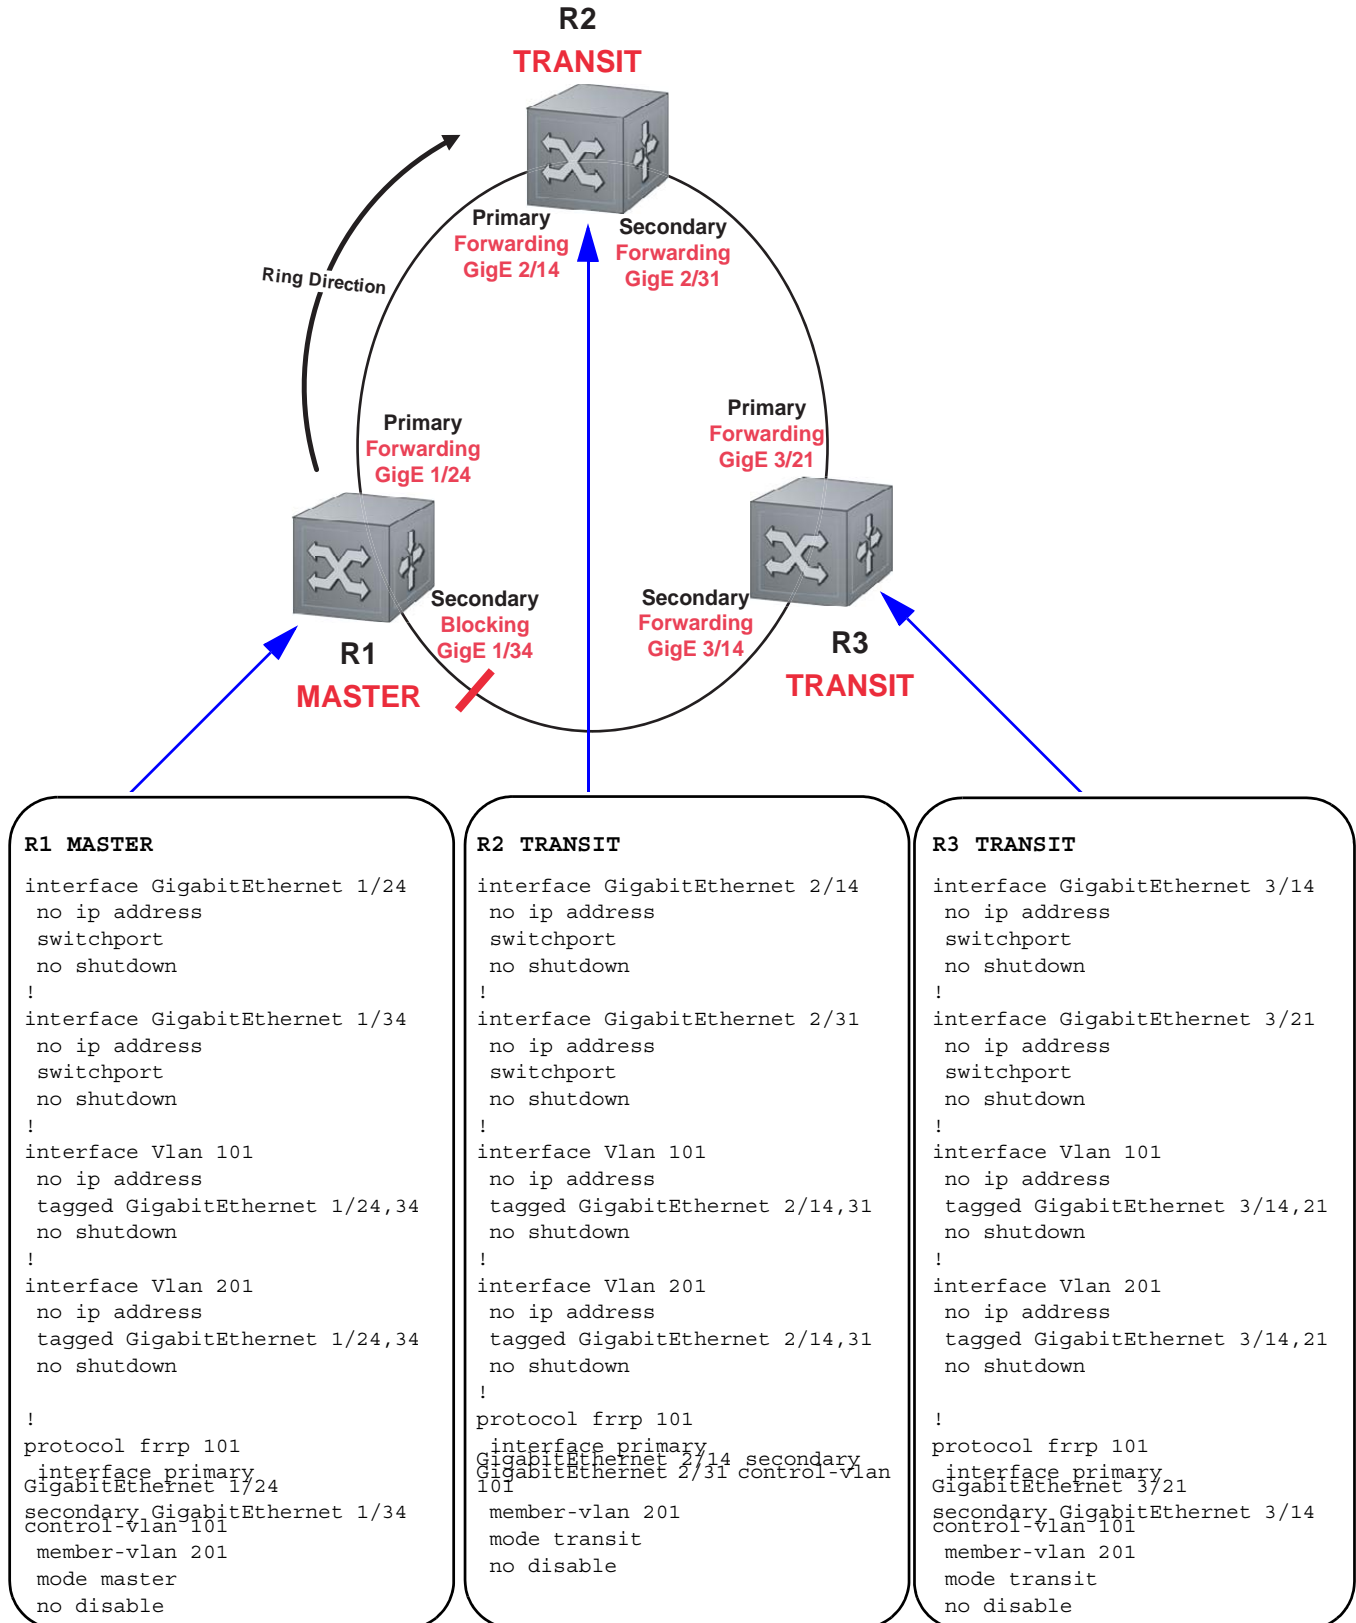 R2
TRANSIT
Primary
Forwarding
GigE 2/14
Secondary
Forwarding
GigE 2/31
Ring Direction
Primary
Forwarding
GigE 1/24
Primary
Forwarding
GigE 3/21
Secondary
Blocking
GigE 1/34
Secondary
Forwarding
GigE 3/14
R1
MASTER
R3
TRANSIT
R1 MASTER
interface GigabitEthernet 1/24
no ip address
switchport
no shutdown
!
interface GigabitEthernet 1/34
no ip address
switchport
no shutdown
!
interface Vlan 101
no ip address
tagged GigabitEthernet 1/24,34
no shutdown
!
interface Vlan 201
no ip address
tagged GigabitEthernet 1/24,34
no shutdown
!
protocol frrp 101
interface primary
GigabitEthernet 1/24
secondary GigabitEthernet 1/34
control-vlan 101
member-vlan 201
mode master
no disable
R2 TRANSIT
interface GigabitEthernet 2/14
no ip address
switchport
no shutdown
!
interface GigabitEthernet 2/31
no ip address
switchport
no shutdown
!
interface Vlan 101
no ip address
tagged GigabitEthernet 2/14,31
no shutdown
!
interface Vlan 201
no ip address
tagged GigabitEthernet 2/14,31
no shutdown
!
protocol frrp 101
interface primary
GigabitEthernet 2/14 secondary
GigabitEthernet 2/31 control-vlan
101
member-vlan 201
mode transit
no disable
R3 TRANSIT
interface GigabitEthernet 3/14
no ip address
switchport
no shutdown
!
interface GigabitEthernet 3/21
no ip address
switchport
no shutdown
!
interface Vlan 101
no ip address
tagged GigabitEthernet 3/14,21
no shutdown
!
interface Vlan 201
no ip address
tagged GigabitEthernet 3/14,21
no shutdown
!
protocol frrp 101
interface primary
GigabitEthernet 3/21
secondary GigabitEthernet 3/14
control-vlan 101
member-vlan 201
mode transit
no disable